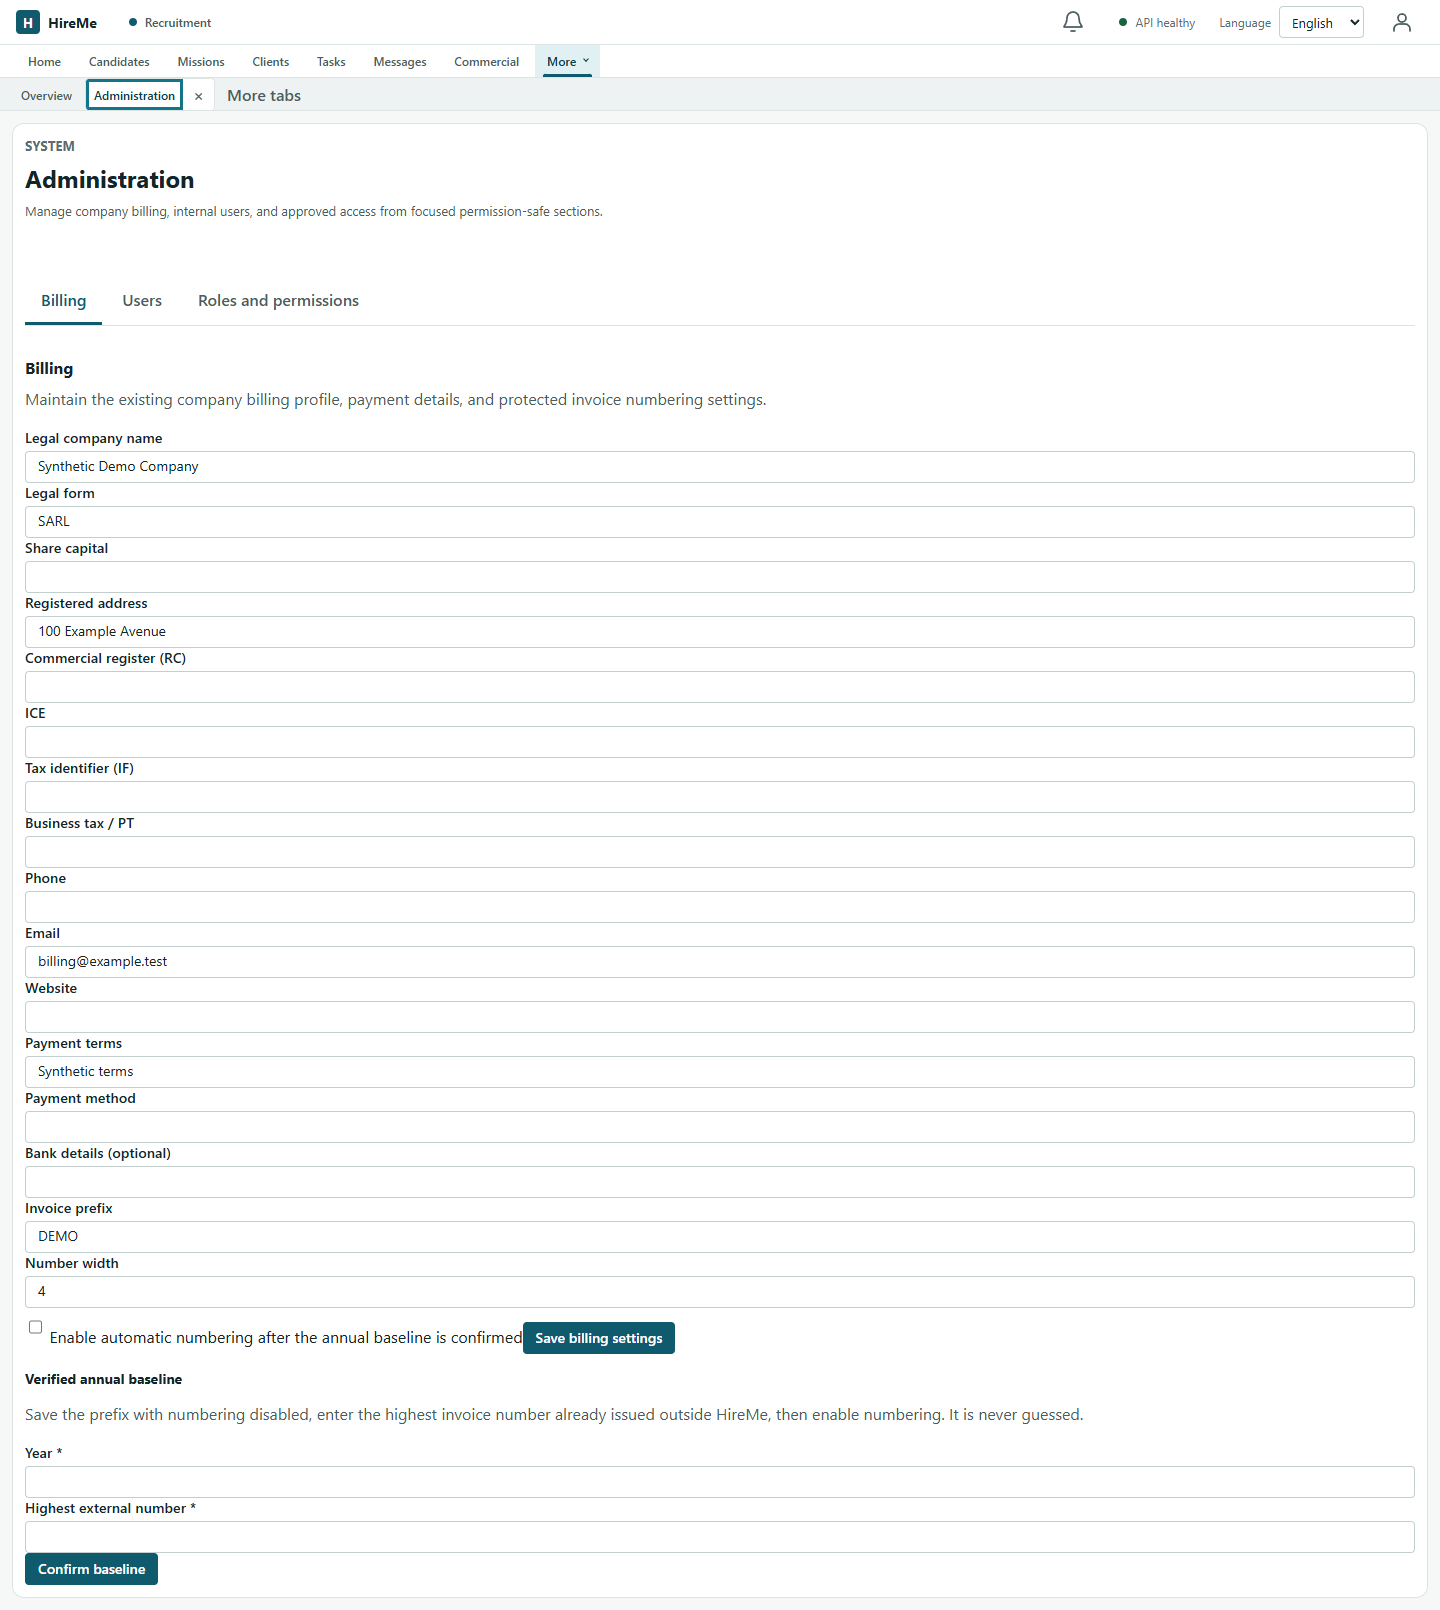 H HireMe
Recruitment
API healthy
Language
English
Home Candidates Missions Clients Tasks Messages Commercial More
Overview Administration × More tabs
SYSTEM
Administration
Manage company billing, internal users, and approved access from focused permission-safe sections.
Billing Users Roles and permissions
Billing
Maintain the existing company billing profile, payment details, and protected invoice numbering settings.
Legal company name
Synthetic Demo Company
Legal form
SARL
Share capital
Registered address
100 Example Avenue
Commercial register (RC)
ICE
Tax identifier (IF)
Business tax / PT
Phone
Email
billing@example.test
Website
Payment terms
Synthetic terms
Payment method
Bank details (optional)
Invoice prefix
DEMO
Number width
4
Enable automatic numbering after the annual baseline is confirmed Save billing settings
Verified annual baseline
Save the prefix with numbering disabled, enter the highest invoice number already issued outside HireMe, then enable numbering. It is never guessed.
Year *
Highest external number *
Confirm baseline